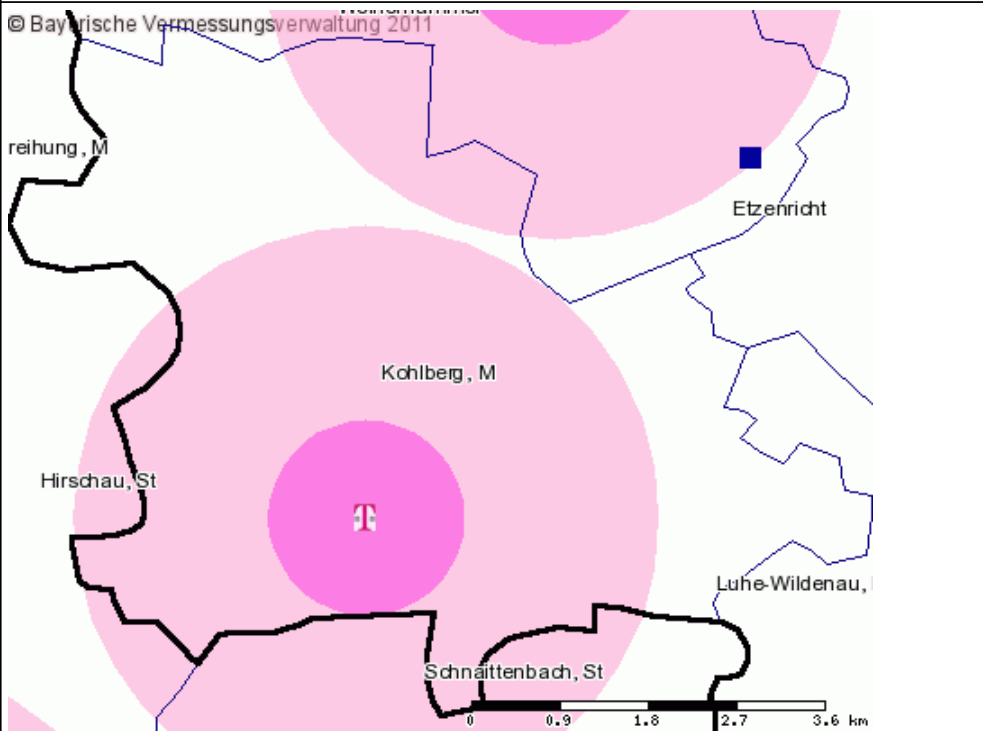 © Bayerische Vermessungsverwaltung 2011
reihung, M
Etzenricht
Kohlberg, M
Hirschau, St
T
Luhe-Wildenau,
Schnaittenbach, St
0 0.9 1.8 2.7 3.6 km